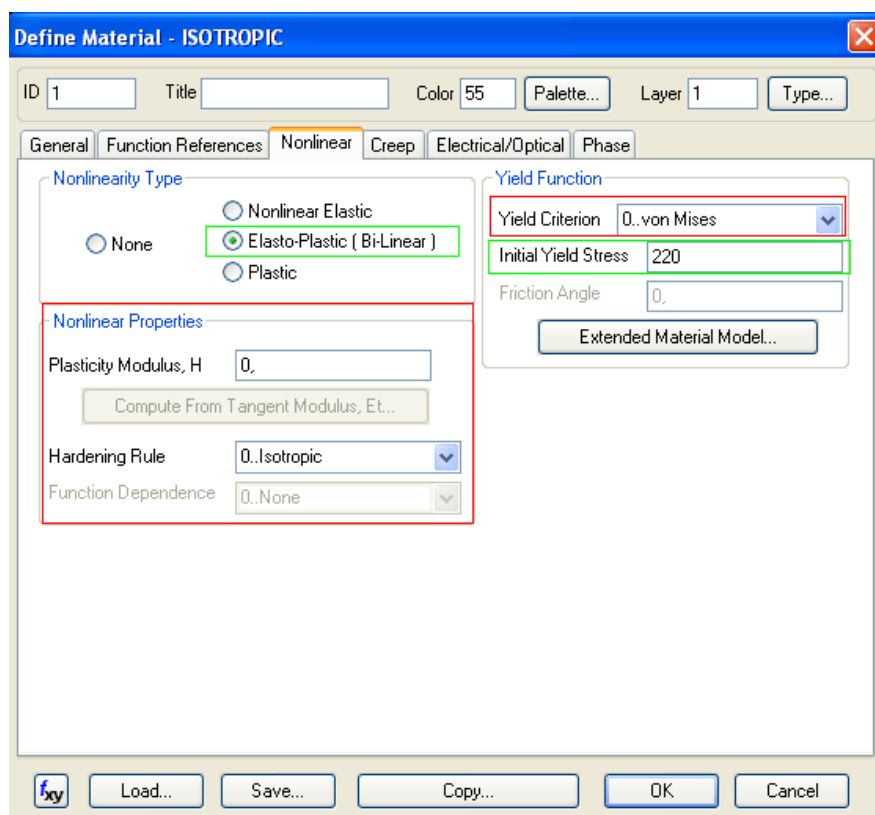 Define Material - ISOTROPIC
ID 1 Title Color 55 Palette... Layer 1 Type...
General Function References Nonlinear Creep Electrical/Optical Phase
Nonlinearity Type
None
Nonlinear Elastic
Elasto-Plastic ( Bi-Linear )
Plastic
Nonlinear Properties
Plasticity Modulus, H 0,
Compute From Tangent Modulus, Et...
Hardening Rule 0..Isotropic
Function Dependence 0..None
Yield Function
Yield Criterion 0..von Mises
Initial Yield Stress 220
Friction Angle 0,
Extended Material Model...
fxy Load... Save... Copy... OK Cancel